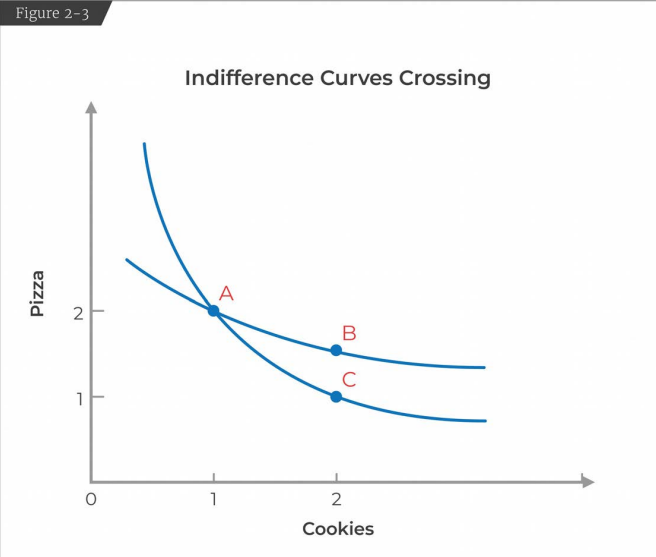 Figure 2-3
Indifference Curves Crossing
Pizza
A
2
B
C
1
0
1
2
Cookies